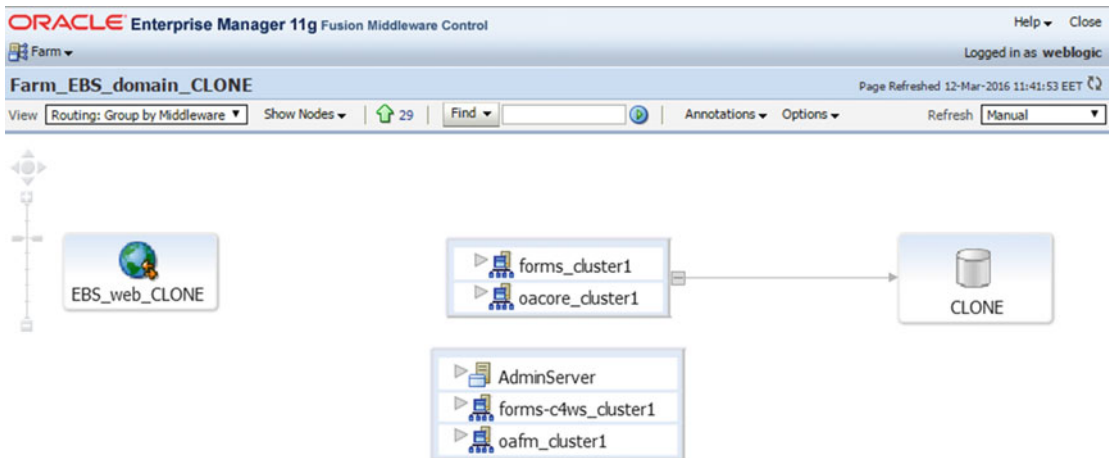 ORACLE Enterprise Manager 11g Fusion Middleware Control Help Close
Farm Logged in as weblogic
Farm_EBS_domain_CLONE Page Refreshed 12-Mar-2016 11:41:53 EET
View Routing: Group by Middleware Show Nodes 29 Find Annotations Options Refresh Manual
EBS_web_CLONE
forms_cluster1
oacore_cluster1
CLONE
AdminServer
forms-c4ws_cluster1
oafm_cluster1